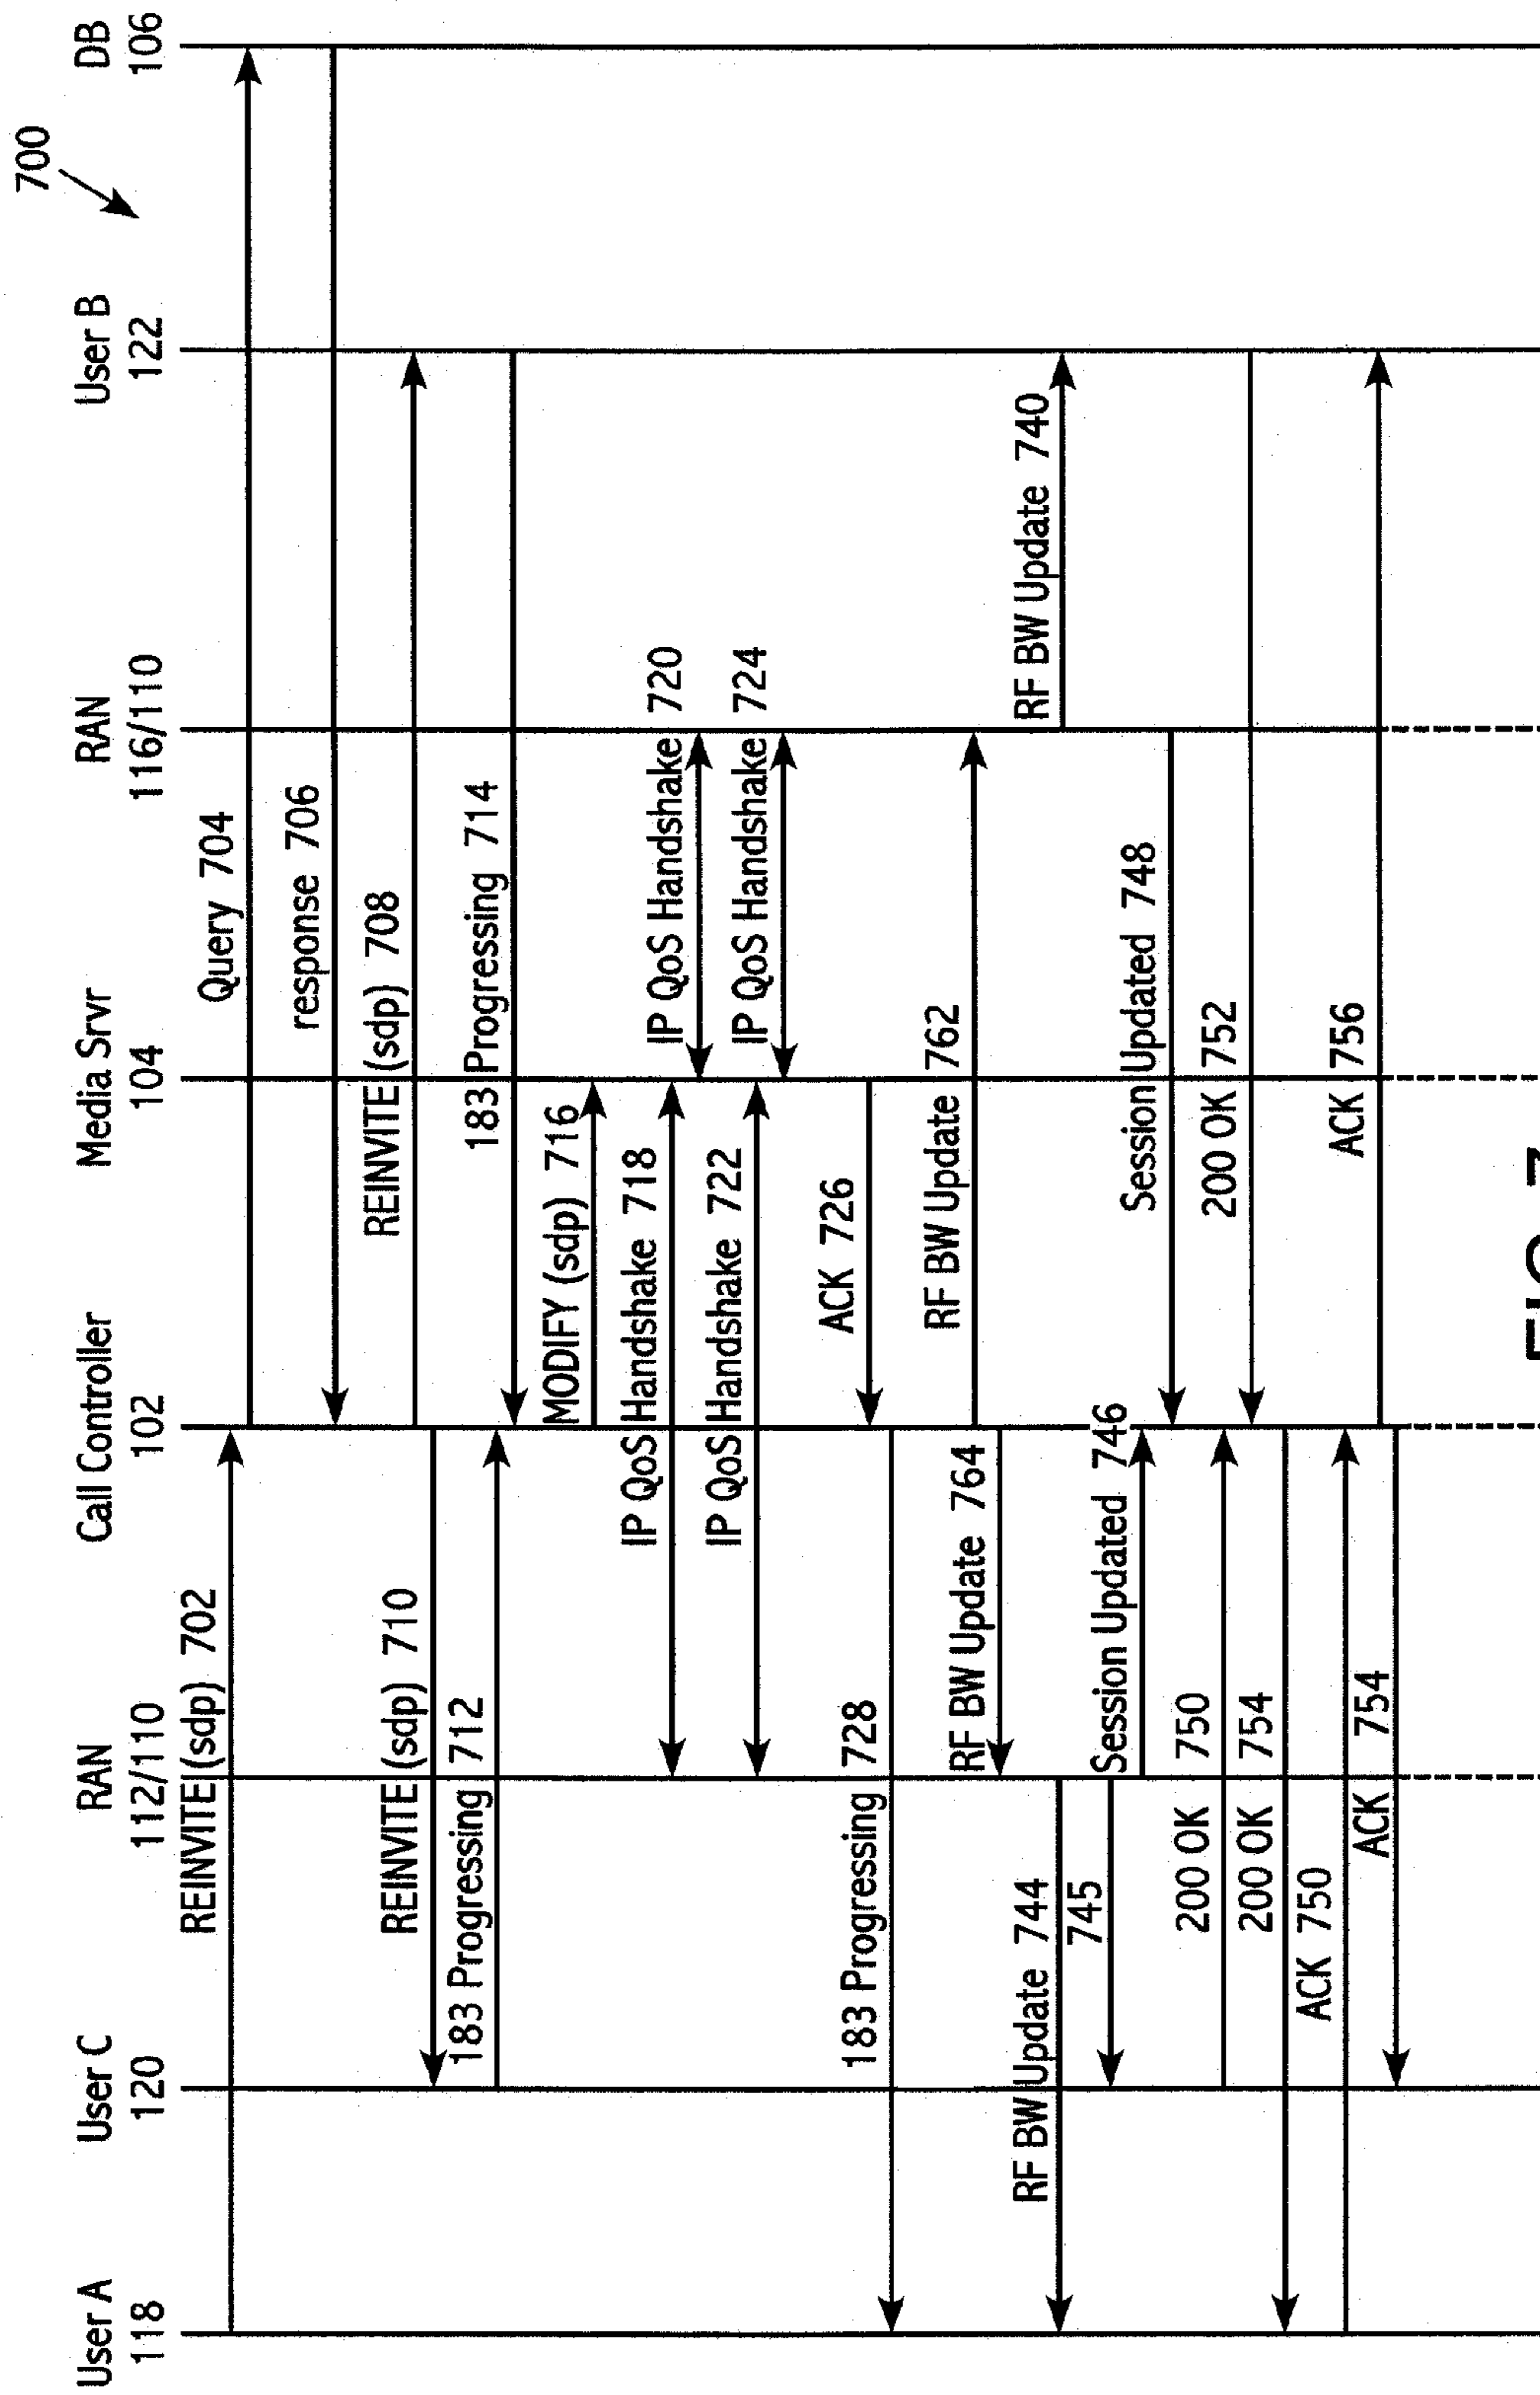 700
User A
118
User C
120
RAN
112/110
Call Controller
102
Media Srvr
104
RAN
116/110
User B
122
DB
106
REINVITE (sdp) 702
Query 704
response 706
REINVITE (sdp) 708
REINVITE (sdp) 710
183 Progressing 712
183 Progressing 714
MODIFY (sdp) 716
IP QoS Handshake 718
IP QoS Handshake 720
IP QoS Handshake 722
IP QoS Handshake 724
ACK 726
183 Progressing 728
RF BW Update 762
RF BW Update 764
RF BW Update 740
RF BW Update 744
745
Session Updated 746
Session Updated 748
200 OK 750
200 OK 752
200 OK 754
ACK 750
ACK 756
ACK 754